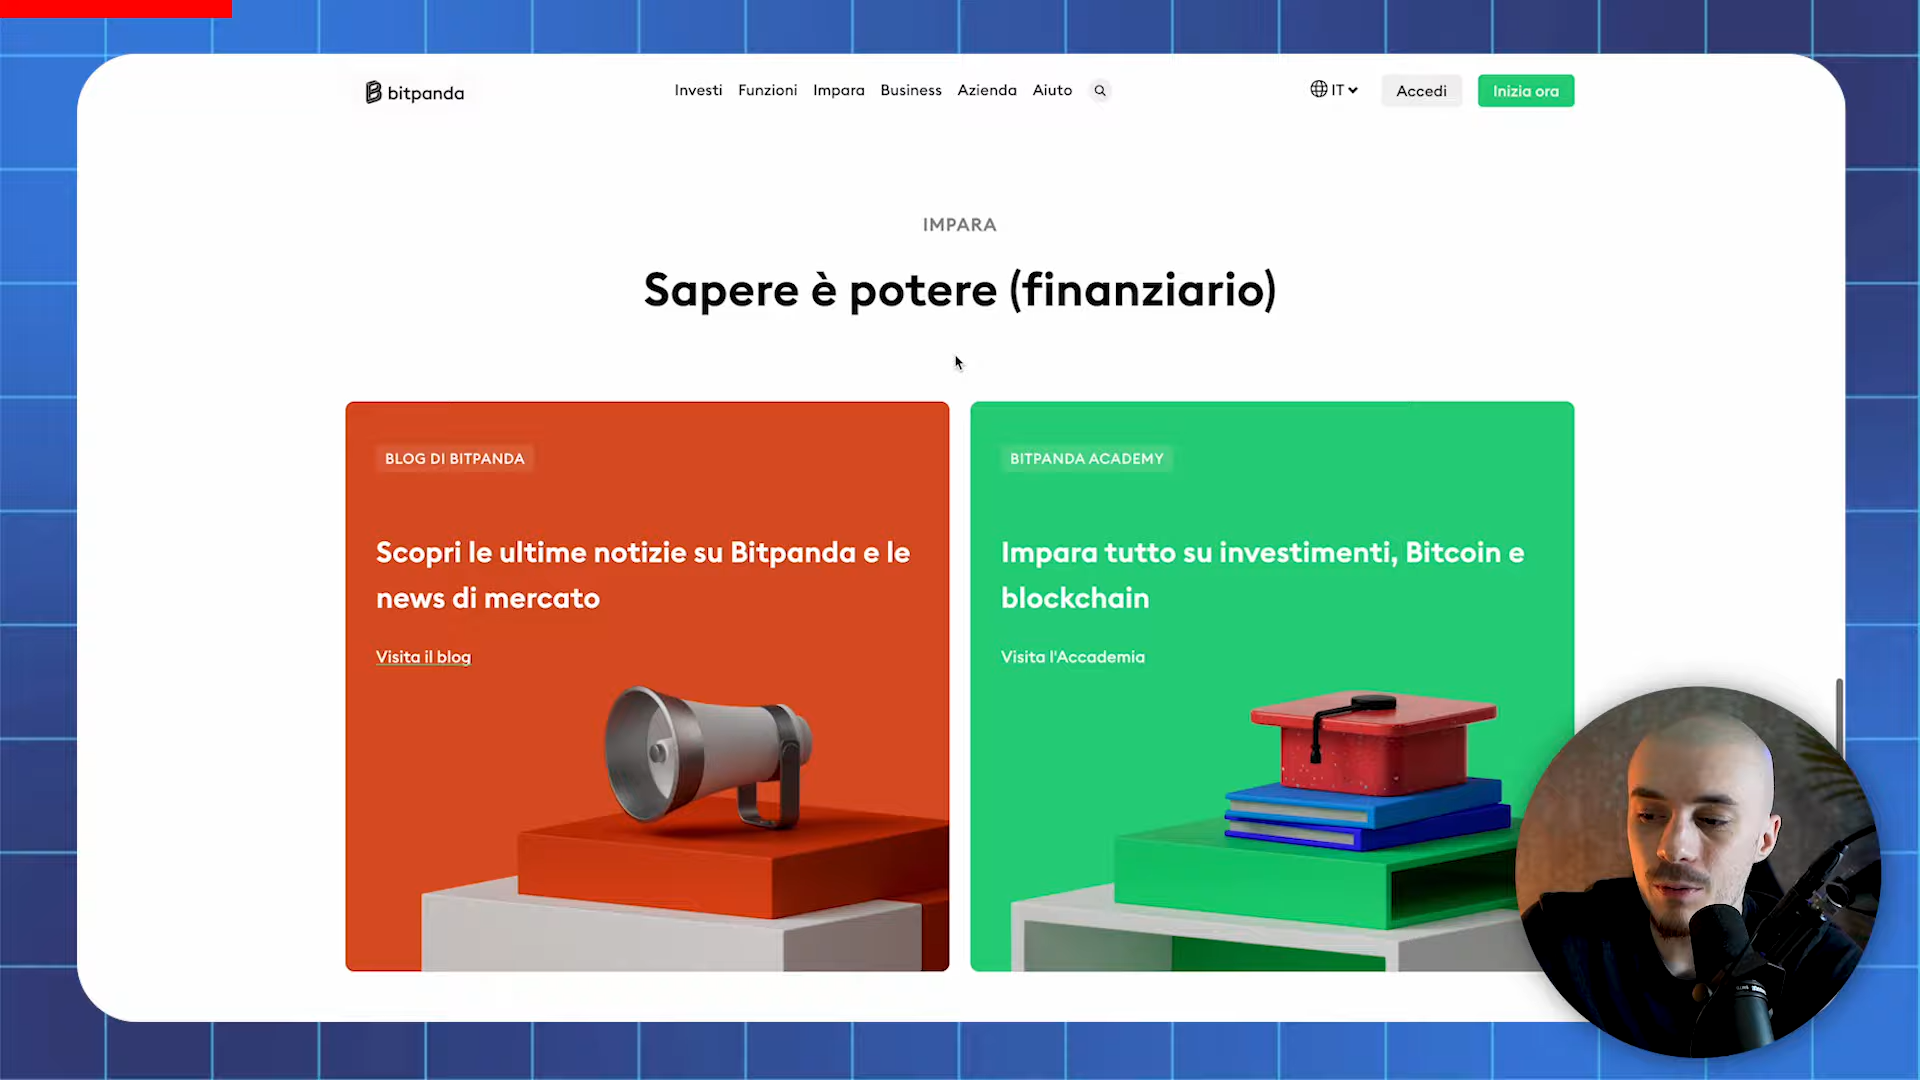 bitpanda
Investi Funzioni Impara Business Azienda Aiuto
IT
Accedi
Inizia ora
IMPARA
Sapere è potere (finanziario)
BLOG DI BITPANDA
Scopri le ultime notizie su Bitpanda e le
news di mercato
Visita il blog
BITPANDA ACADEMY
Impara tutto su investimenti, Bitcoin e
blockchain
Visita l'Accademia